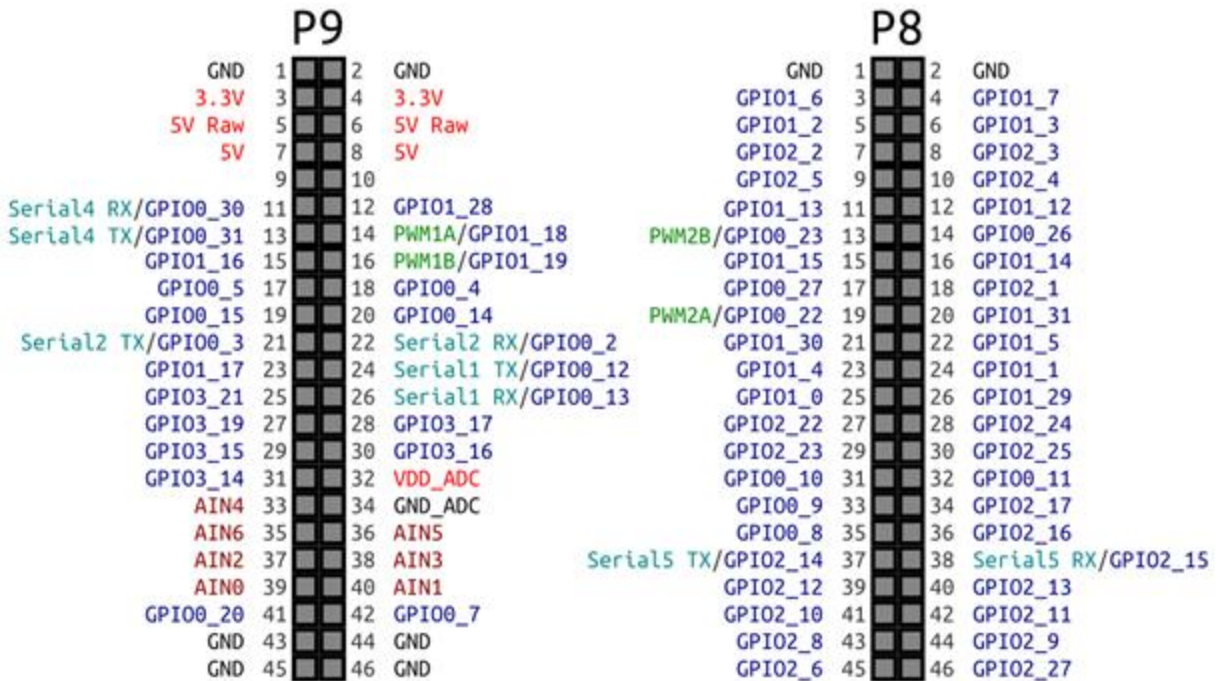 P9 P8
GND 1 2 GND GND 1 2 GND
3.3V 3 4 3.3V GPIO1_6 3 4 GPIO1_7
5V Raw 5 6 5V Raw GPIO1_2 5 6 GPIO1_3
5V 7 8 5V GPIO2_2 7 8 GPIO2_3
9 10 GPIO2_5 9 10 GPIO2_4
Serial4 RX/GPIO0_30 11 12 GPIO1_28 GPIO1_13 11 12 GPIO1_12
Serial4 TX/GPIO0_31 13 14 PWM1A/GPIO1_18 PWM2B/GPIO0_23 13 14 GPIO0_26
GPIO1_16 15 16 PWM1B/GPIO1_19 GPIO1_15 15 16 GPIO1_14
GPIO0_5 17 18 GPIO0_4 GPIO0_27 17 18 GPIO2_1
GPIO0_15 19 20 GPIO0_14 PWM2A/GPIO0_22 19 20 GPIO1_31
Serial2 TX/GPIO0_3 21 22 Serial2 RX/GPIO0_2 GPIO1_30 21 22 GPIO1_5
GPIO1_17 23 24 Serial1 TX/GPIO0_12 GPIO1_4 23 24 GPIO1_1
GPIO3_21 25 26 Serial1 RX/GPIO0_13 GPIO1_0 25 26 GPIO1_29
GPIO3_19 27 28 GPIO3_17 GPIO2_22 27 28 GPIO2_24
GPIO3_15 29 30 GPIO3_16 GPIO2_23 29 30 GPIO2_25
GPIO3_14 31 32 VDD_ADC GPIO0_10 31 32 GPIO0_11
AIN4 33 34 GND_ADC GPIO0_9 33 34 GPIO2_17
AIN6 35 36 AIN5 GPIO0_8 35 36 GPIO2_16
AIN2 37 38 AIN3 Serial5 TX/GPIO2_14 37 38 Serial5 RX/GPIO2_15
AIN0 39 40 AIN1 GPIO2_12 39 40 GPIO2_13
GPIO0_20 41 42 GPIO0_7 GPIO2_10 41 42 GPIO2_11
GND 43 44 GND GPIO2_8 43 44 GPIO2_9
GND 45 46 GND GPIO2_6 45 46 GPIO2_27